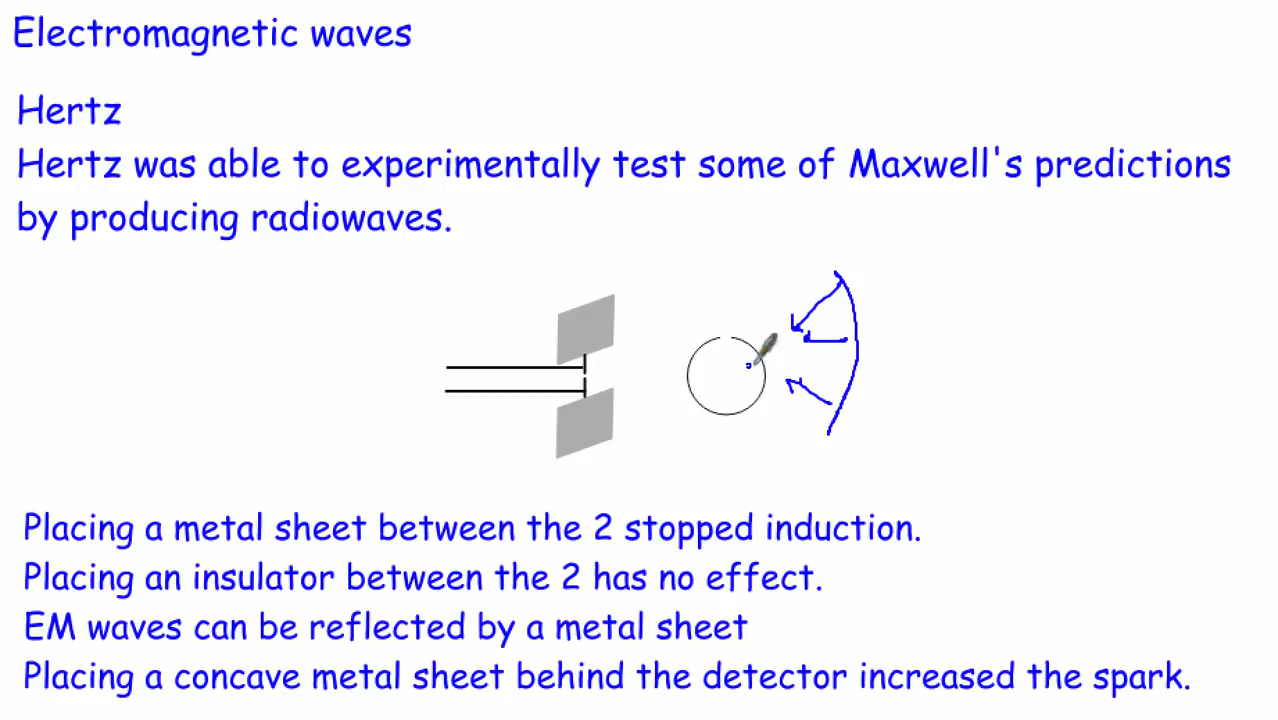 Electromagnetic waves
Hertz
Hertz was able to experimentally test some of Maxwell's predictions
by producing radiowaves.
Placing a metal sheet between the 2 stopped induction.
Placing an insulator between the 2 has no effect.
EM waves can be reflected by a metal sheet
Placing a concave metal sheet behind the detector increased the spark.